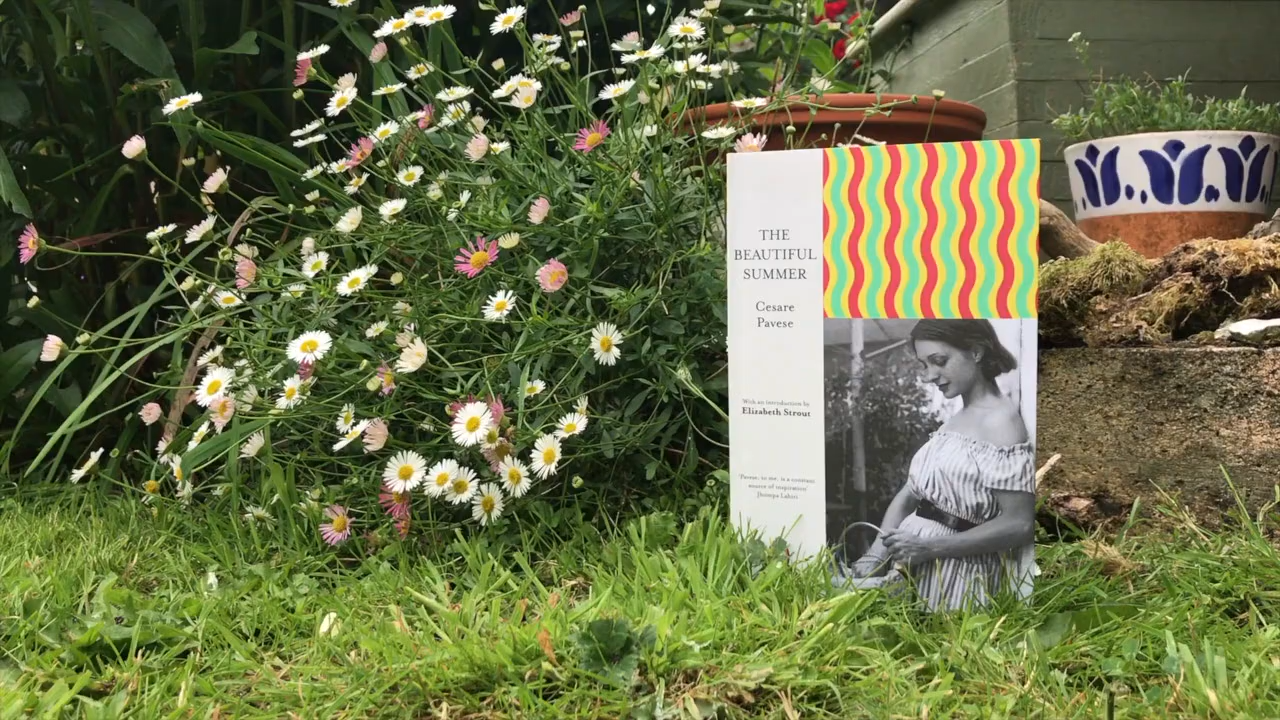 THE
BEAUTIFUL
SUMMER
Cesare
Pavese
With an introduction by
Elizabeth Strout
'Pavese, to me, is a constant
source of inspiration'
Jhumpa Lahiri